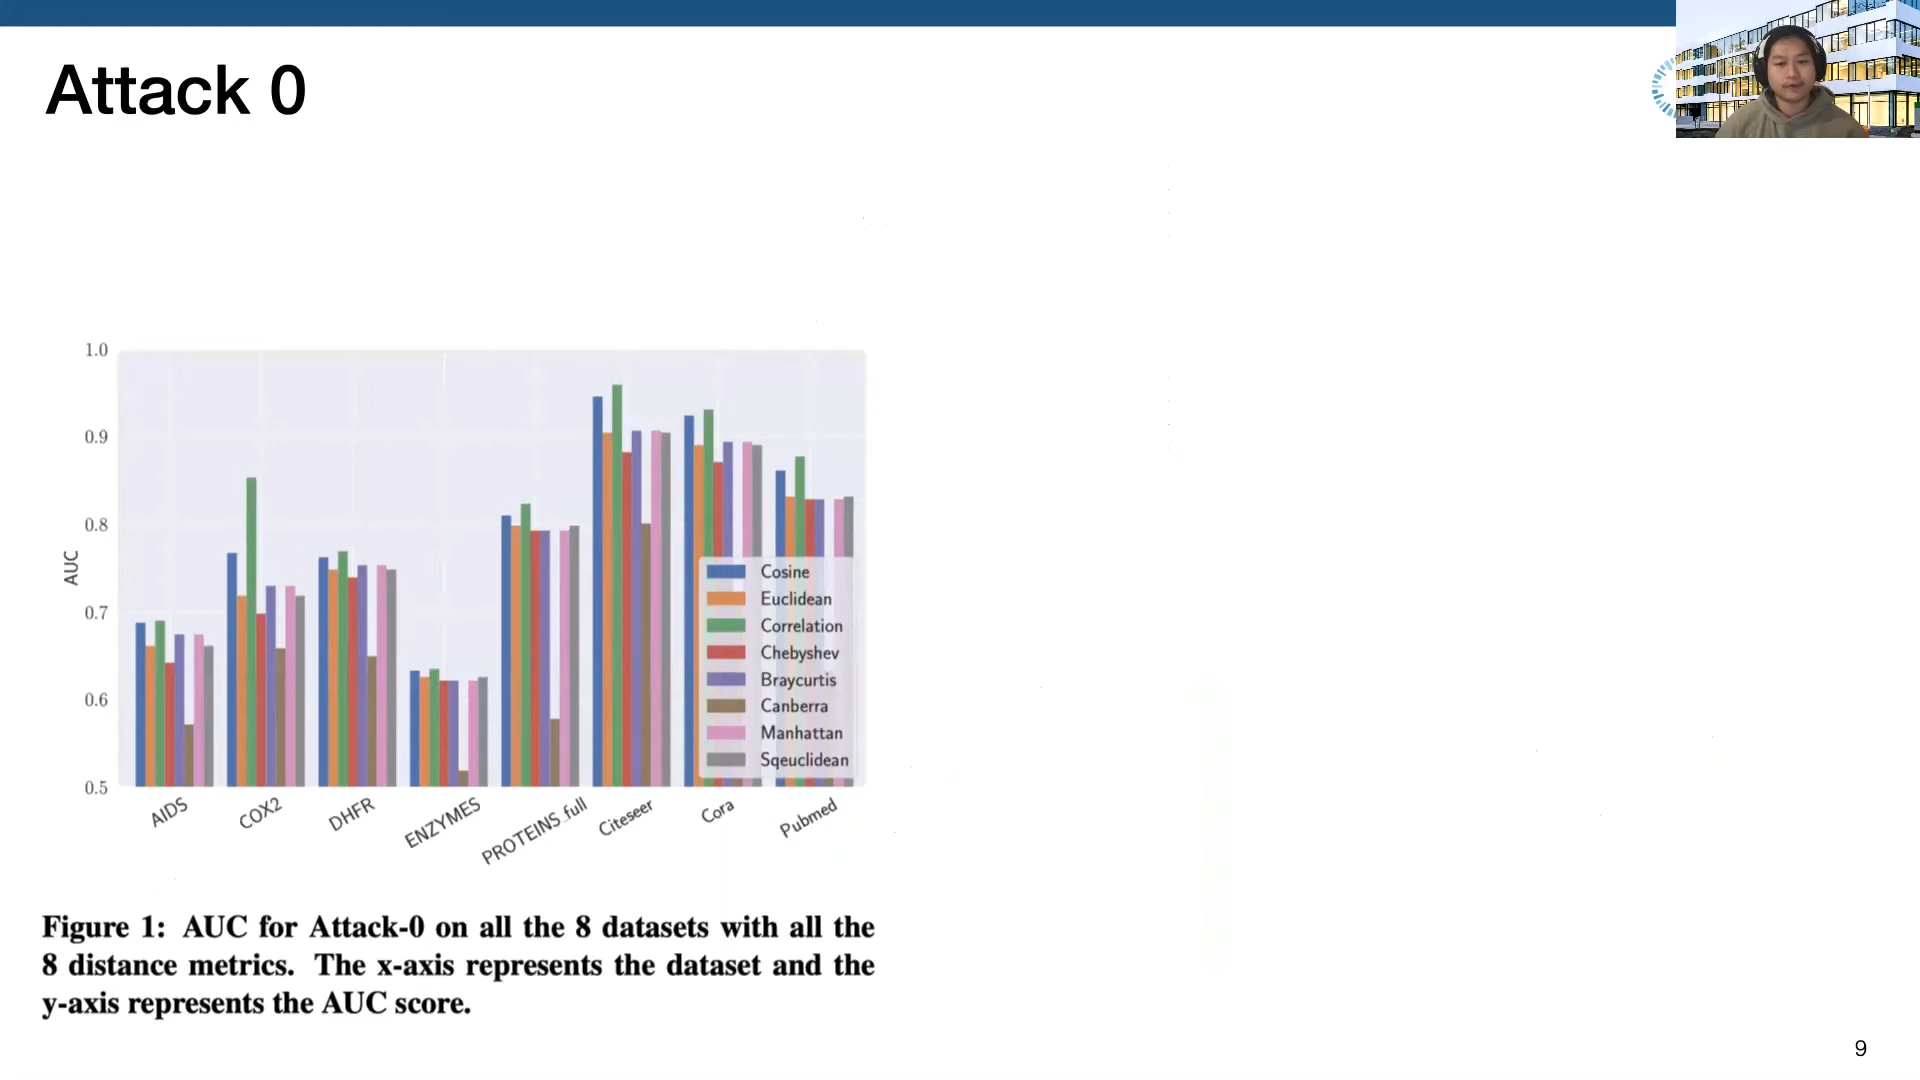 Attack 0
1.0
0.9
0.8
0.7
0.6
0.5
AUC
Cosine
Euclidean
Correlation
Chebyshev
Braycurtis
Canberra
Manhattan
Sqeuclidean
AIDS
COX2
DHFR
ENZYMES
PROTEINS_full
Citeseer
Cora
Pubmed
Figure 1: AUC for Attack-0 on all the 8 datasets with all the
8 distance metrics. The x-axis represents the dataset and the
y-axis represents the AUC score.
9